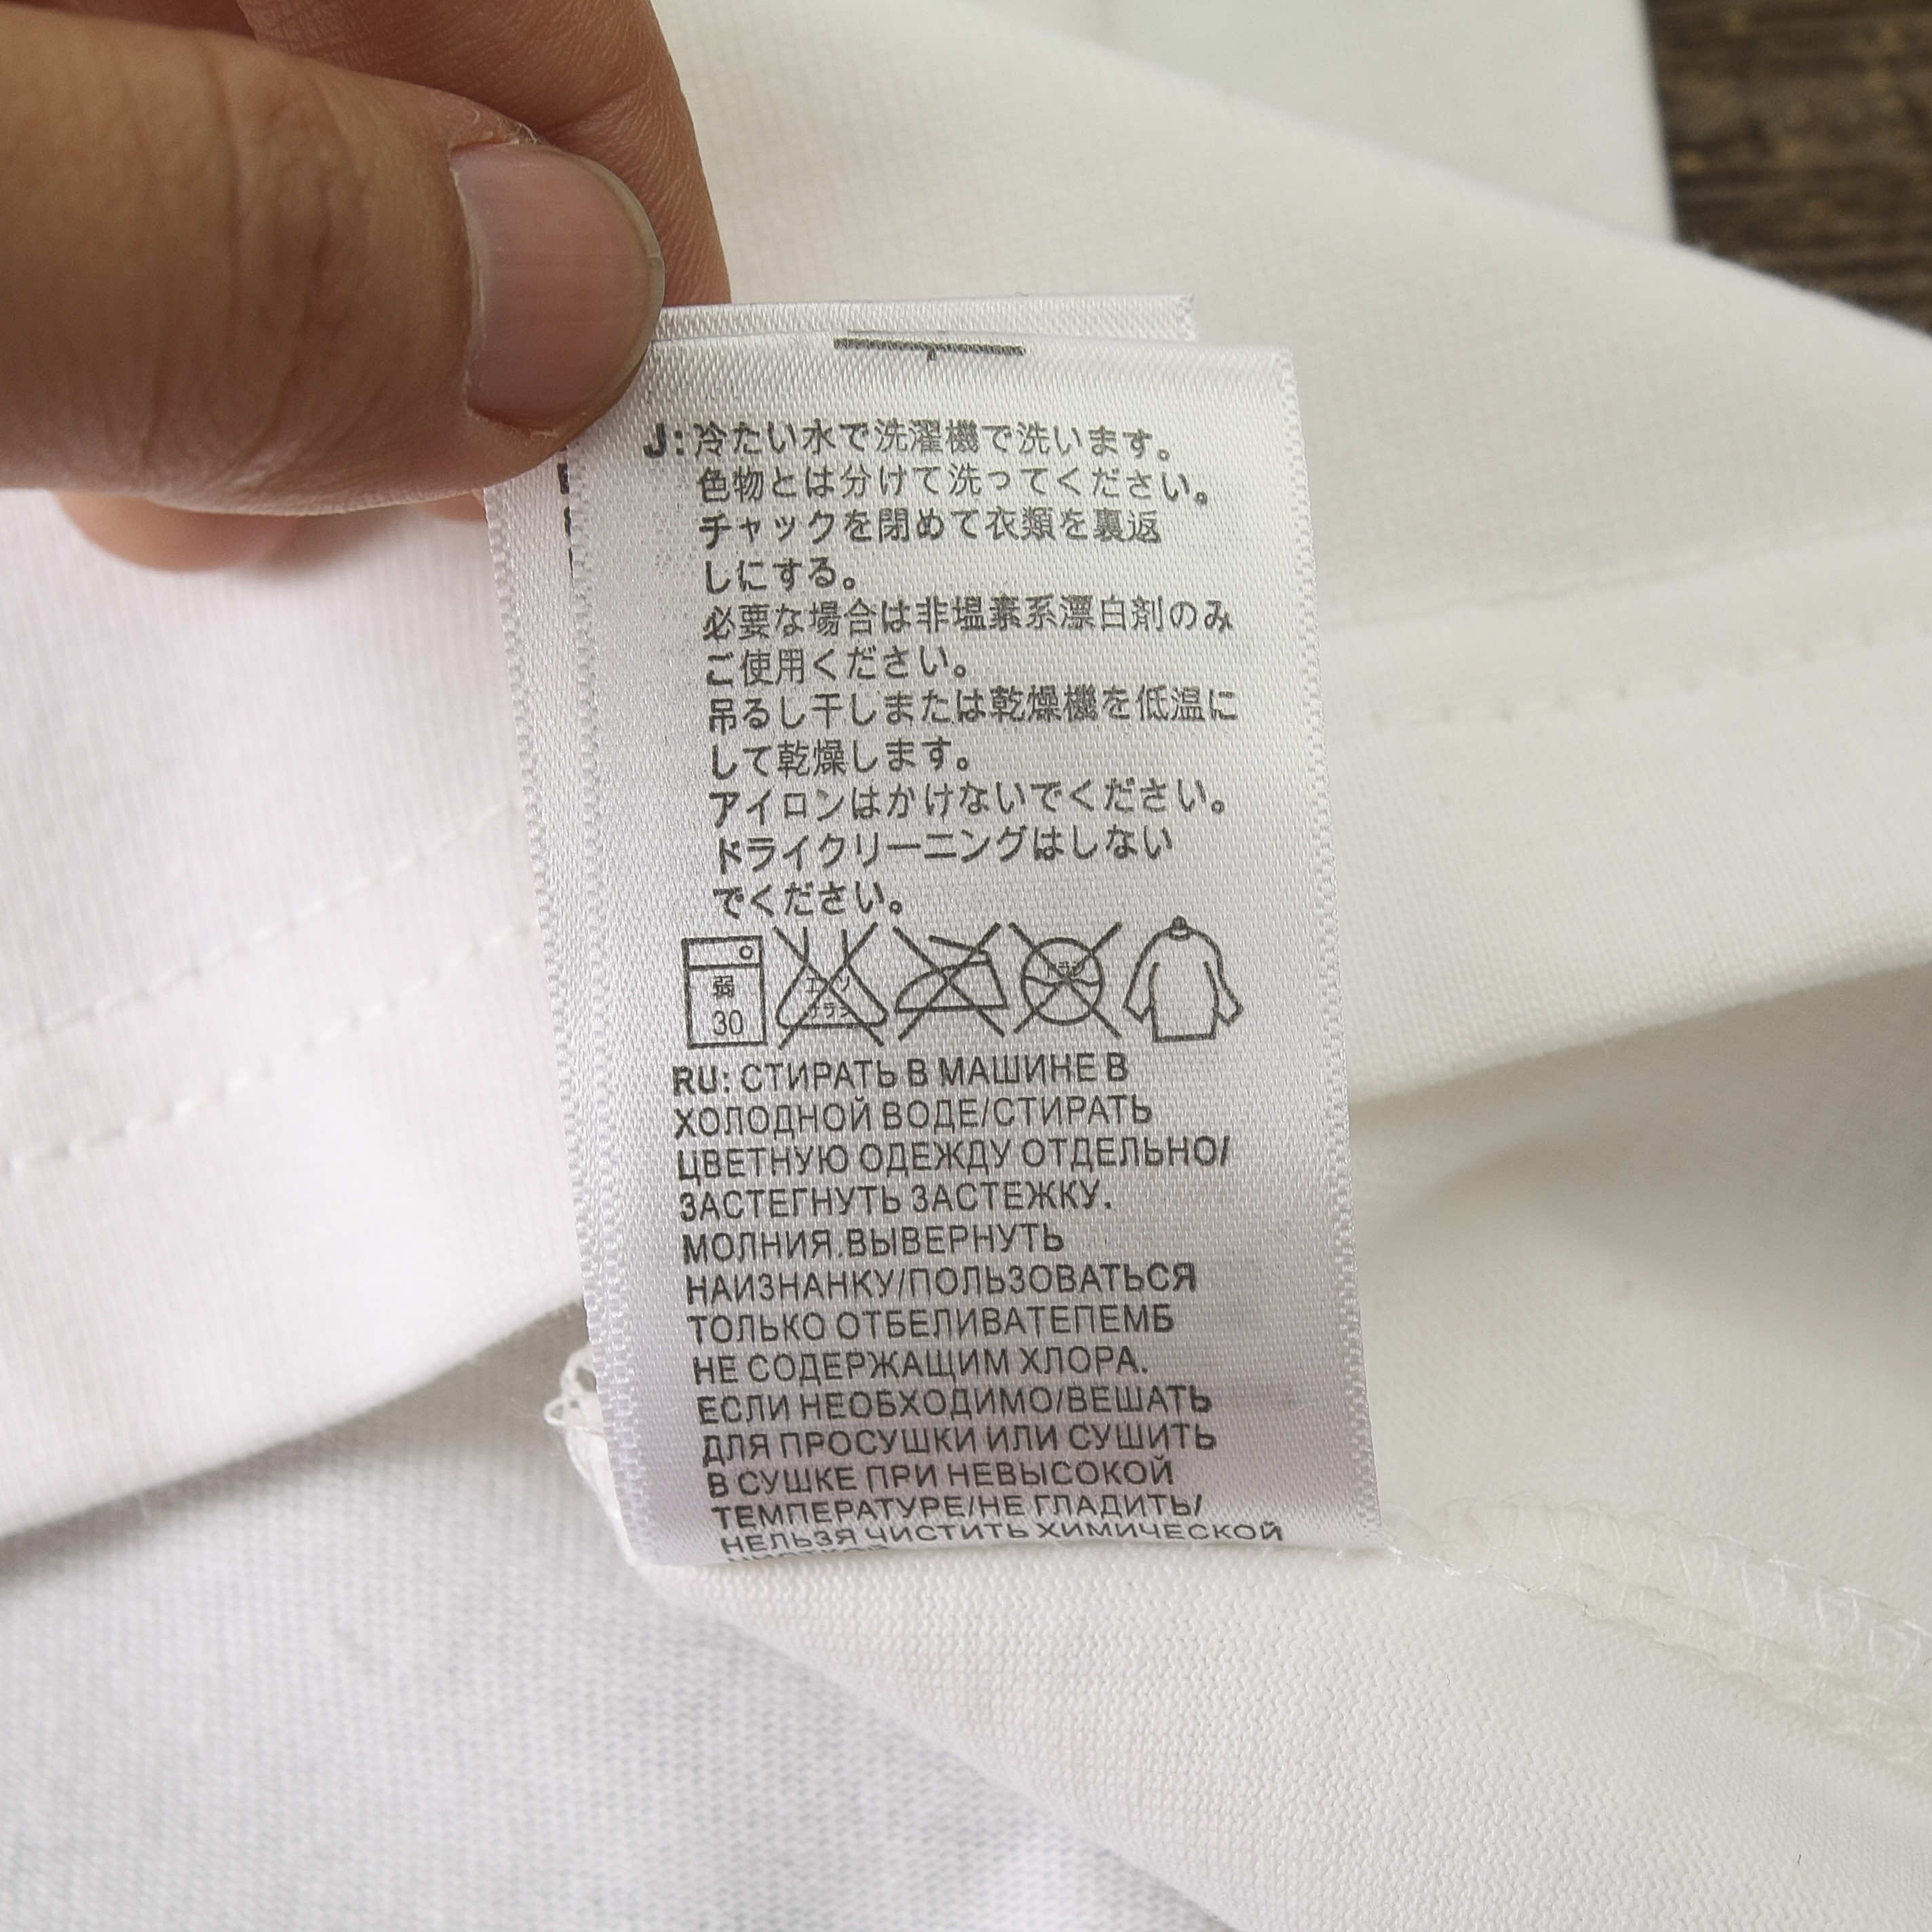 J:冷たい水で洗濯機で洗います。
色物とは分けて洗ってください。
チャックを閉めて衣類を裏返
しにする。
必要な場合は非塩素系漂白剤のみ
ご使用ください。
吊るし干しまたは乾燥機を低温に
して乾燥します。
アイロンはかけないでください。
ドライクリーニングはしない
でください。
弱
30
RU: СТИРАТЬ В МАШИНЕ В
ХОЛОДНОЙ ВОДЕ/СТИРАТЬ
ЦВЕТНУЮ ОДЕЖДУ ОТДЕЛЬНО/
ЗАСТЕГНУТЬ ЗАСТЕЖКУ.
МОЛНИЯ.ВЫВЕРНУТЬ
НАИЗНАНКУ/ПОЛЬЗОВАТЬСЯ
ТОЛЬКО ОТБЕЛИВАТЕПЕМБ
НЕ СОДЕРЖАЩИМ ХЛОРА.
ЕСЛИ НЕОБХОДИМО/ВЕШАТЬ
ДЛЯ ПРОСУШКИ ИЛИ СУШИТЬ
В СУШКЕ ПРИ НЕВЫСОКОЙ
ТЕМПЕРАТУРЕ/НЕ ГЛАДИТЬ/
НЕЛЬЗЯ ЧИСТИТЬ ХИМИЧЕСКОЙ